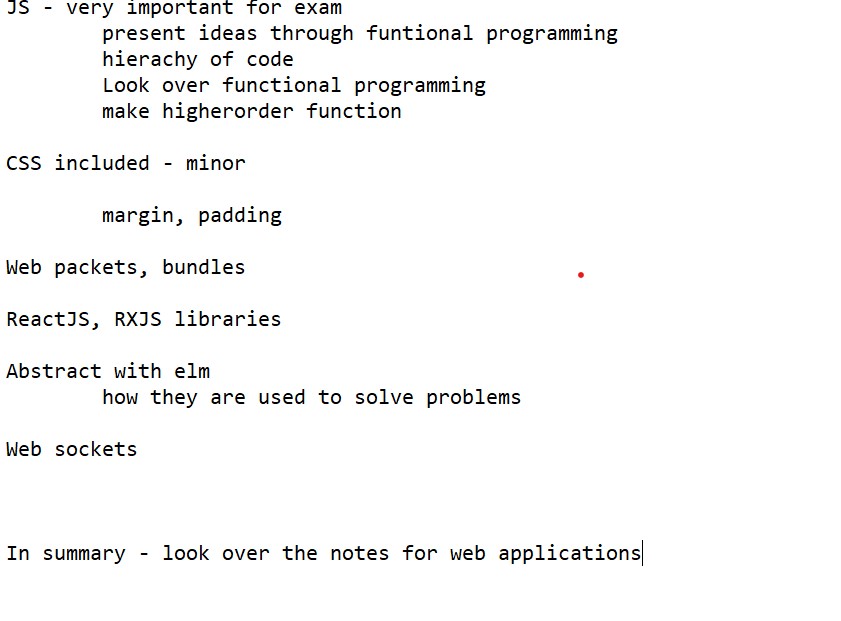 JS - very important for exam
present ideas through funtional programming
hierachy of code
Look over functional programming
make higherorder function
CSS included - minor
margin, padding
Web packets, bundles
ReactJS, RXJS libraries
Abstract with elm
how they are used to solve problems
Web sockets
In summary - look over the notes for web applications